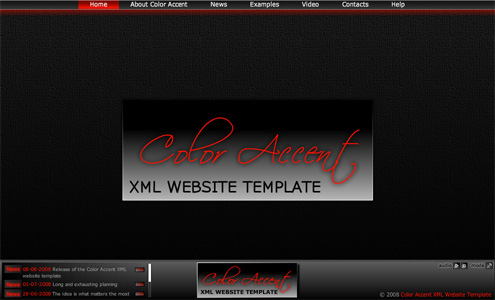 Home About Color Accent News Examples Video Contacts Help
Color Accent
XML WEBSITE TEMPLATE
News 08-08-2008 Release of the Color Accent XML
website template
News 01-07-2008 Long and exhausting planning
News 28-06-2008 The idea is what matters the most
Color Accent
XML WEBSITE TEMPLATE
© 2008 Color Accent XML Website Template